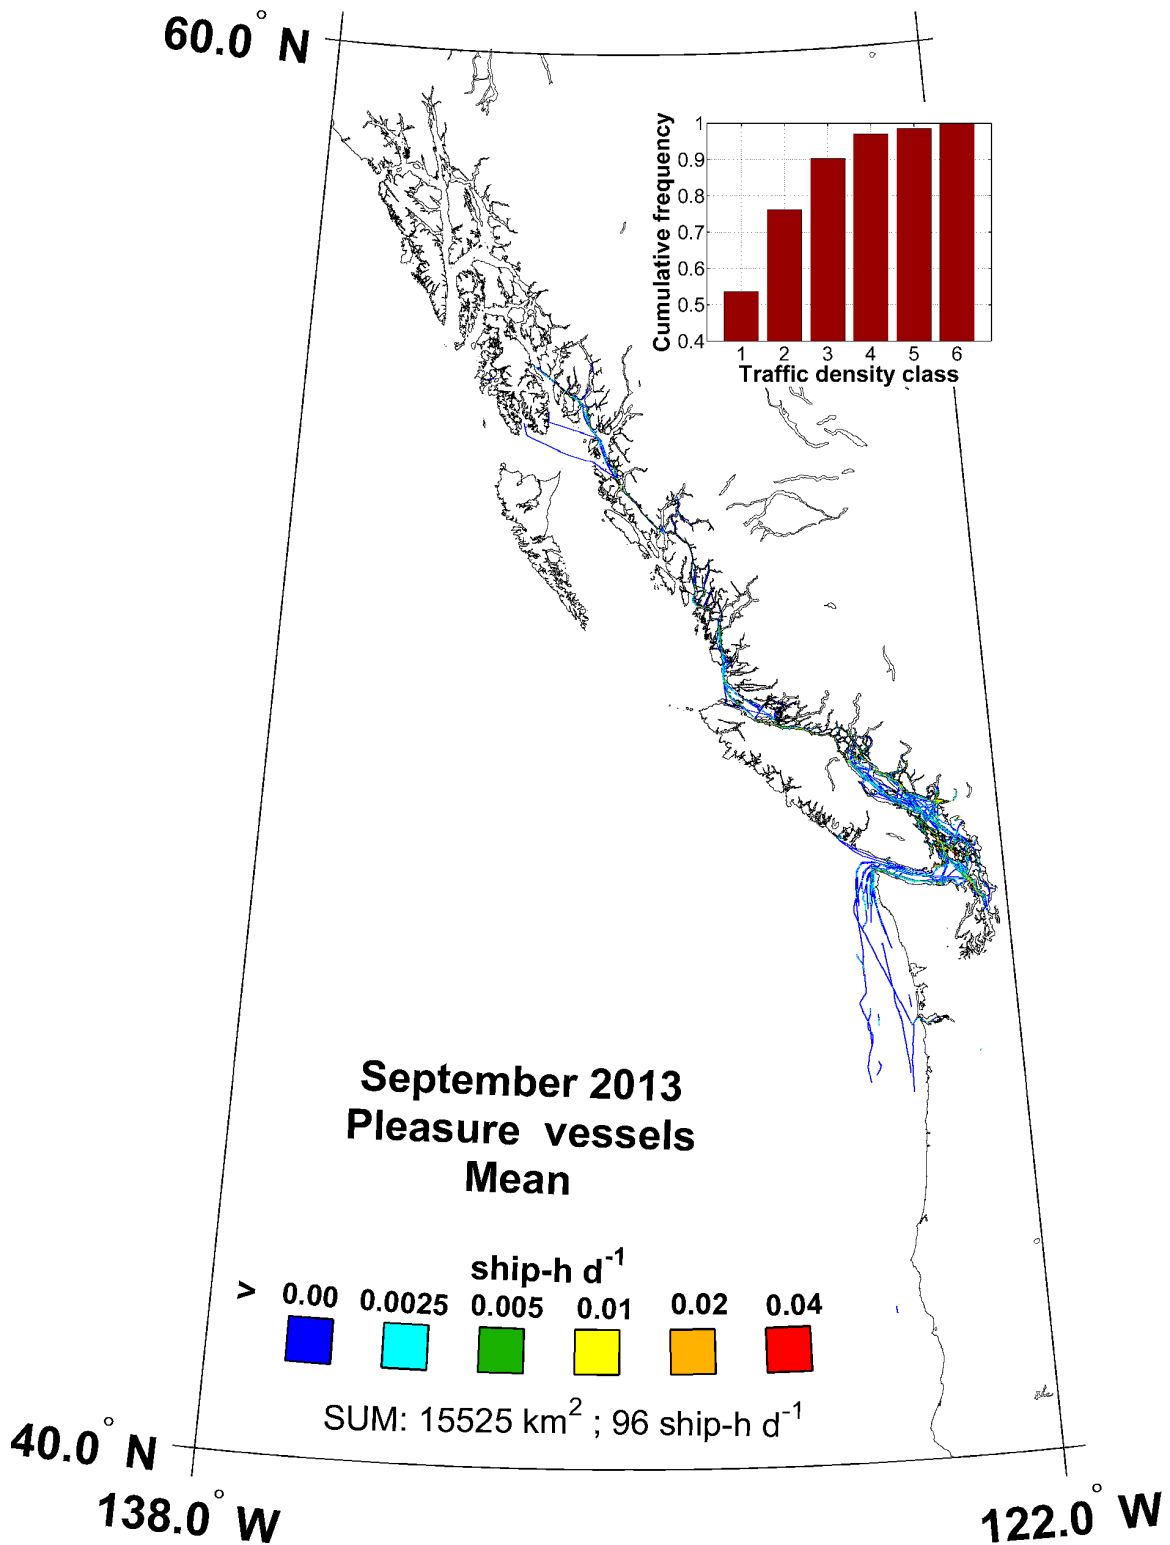 60.0° N
Cumulative frequency
1
0.9
0.8
0.7
0.6
0.5
0.4
1 2 3 4 5 6
Traffic density class
September 2013
Pleasure vessels
Mean
ship-h d-1
> 0.00 0.0025 0.005 0.01 0.02 0.04
SUM: 15525 km2 ; 96 ship-h d-1
40.0° N
138.0° W
122.0° W